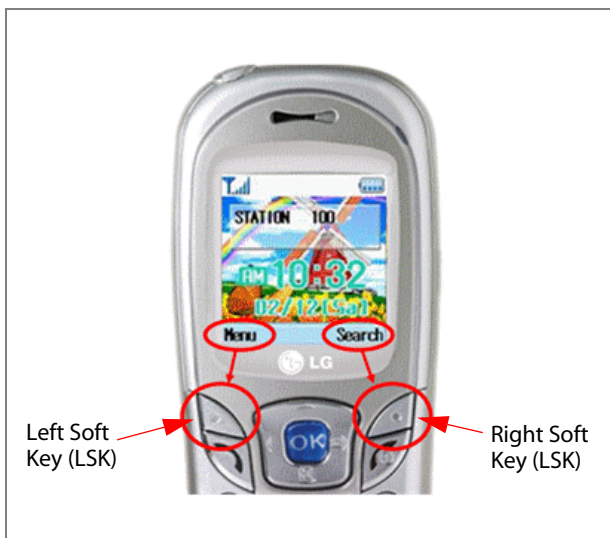 STATION 100
AM 10:32
02/12[Sa]
Menu Search
LG
OK
Left Soft
Key (LSK)
Right Soft
Key (LSK)